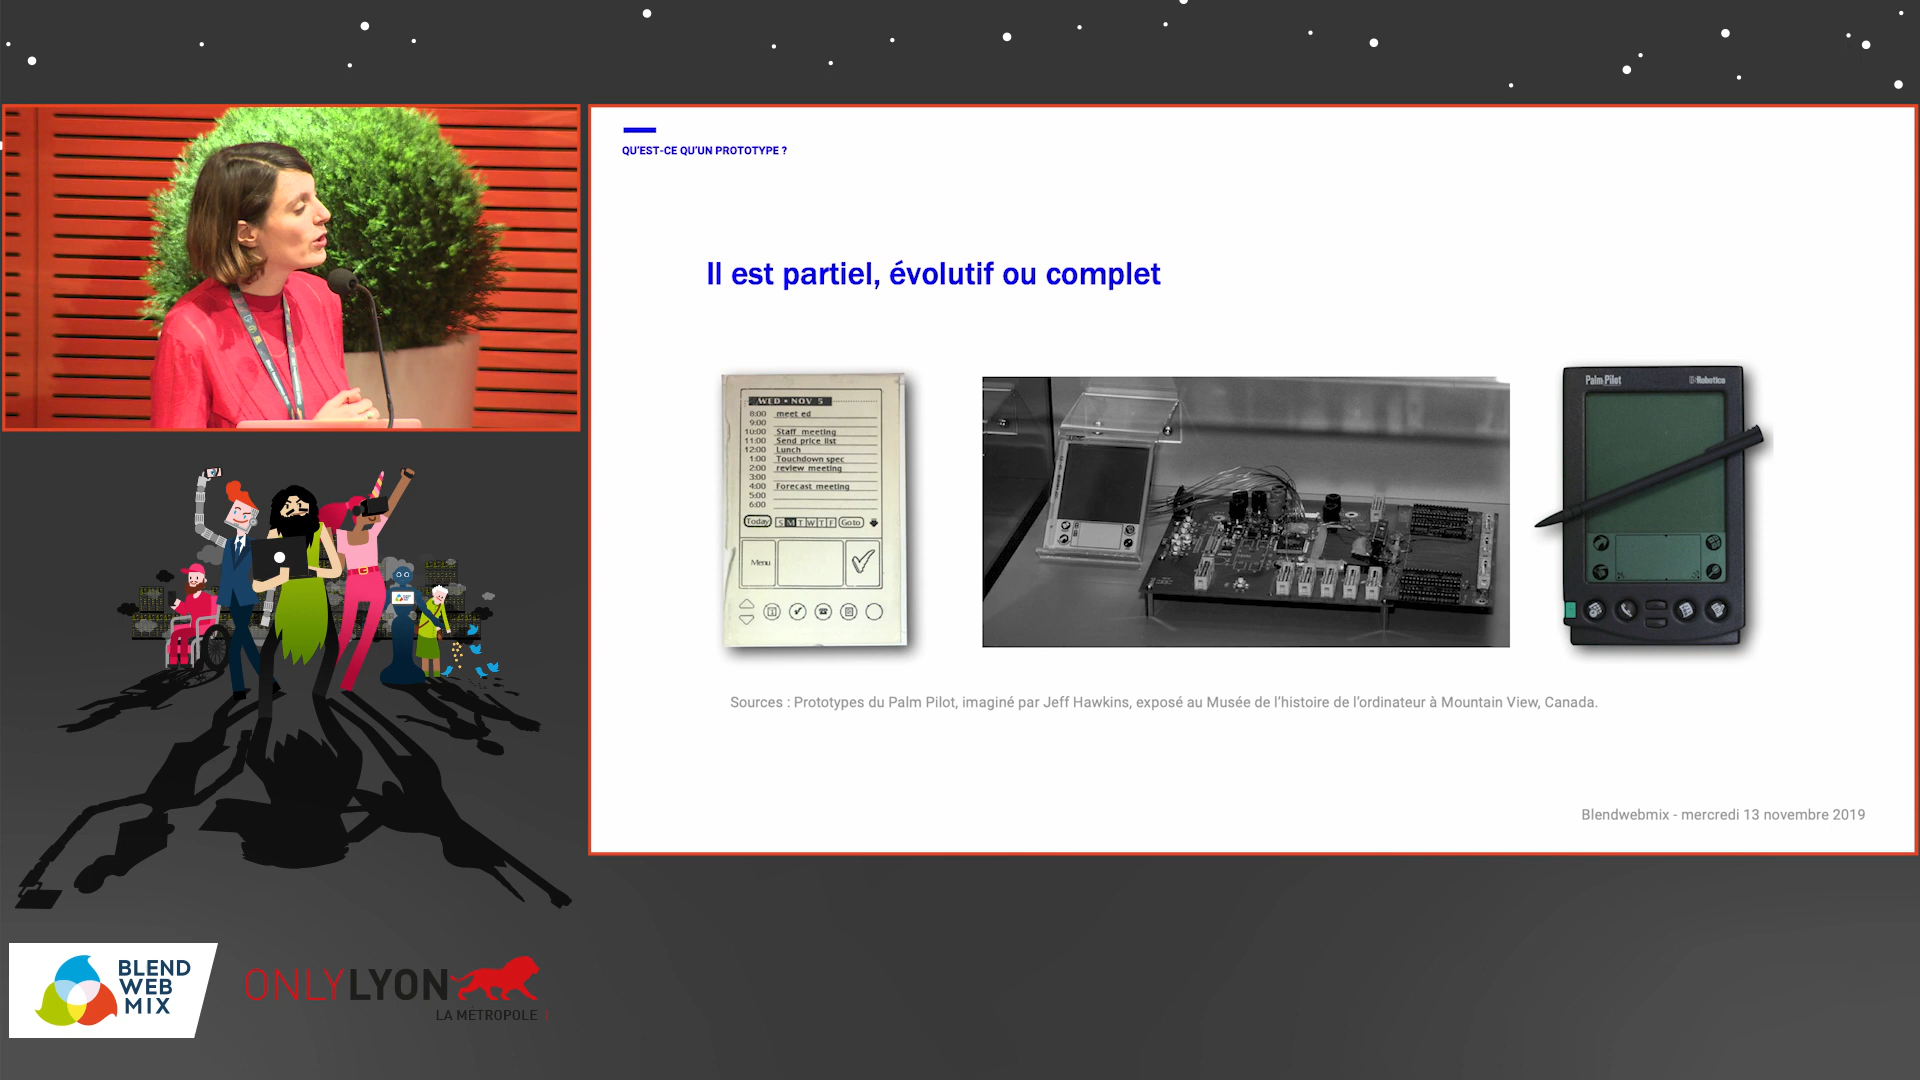 QU'EST-CE QU'UN PROTOTYPE ?
Il est partiel, évolutif ou complet
WED • NOV 5
8:00 meet ed
9:00
10:00 Staff meeting
11:00 Send price list
12:00 Lunch
1:00 Touchdown spec
2:00 review meeting
3:00
4:00 Forecast meeting
5:00
6:00
Today S M T W T F Go to
Menu
Palm Pilot
U.S. Robotics
Sources : Prototypes du Palm Pilot, imaginé par Jeff Hawkins, exposé au Musée de l'histoire de l'ordinateur à Mountain View, Canada.
Blendwebmix - mercredi 13 novembre 2019
BLEND
WEB
MIX
ONLYLYON
LA MÉTROPOLE